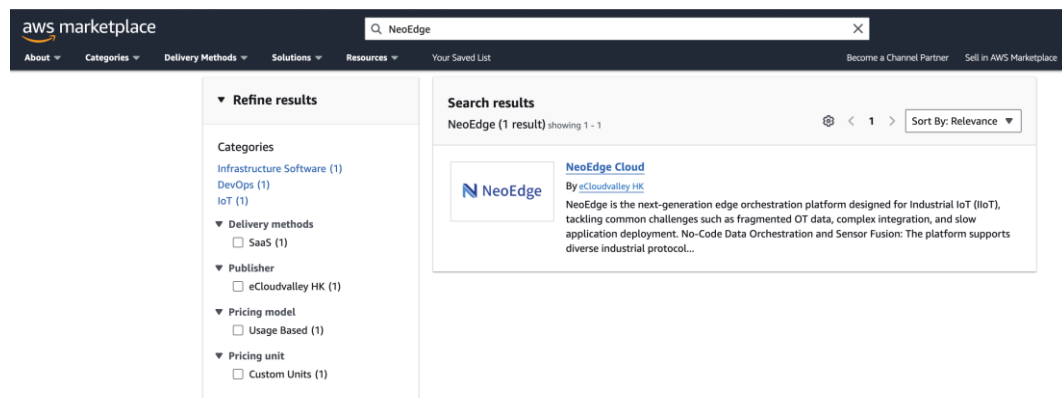 aws marketplace
NeoEdge
About
Categories
Delivery Methods
Solutions
Resources
Your Saved List
Become a Channel Partner
Sell in AWS Marketplace
Refine results
Categories
Infrastructure Software (1)
DevOps (1)
IoT (1)
Delivery methods
SaaS (1)
Publisher
eCloudvalley HK (1)
Pricing model
Usage Based (1)
Pricing unit
Custom Units (1)
Search results
NeoEdge (1 result) showing 1 - 1
1
Sort By: Relevance
NeoEdge
NeoEdge Cloud
By eCloudvalley HK
NeoEdge is the next-generation edge orchestration platform designed for Industrial IoT (IIoT),
tackling common challenges such as fragmented OT data, complex integration, and slow
application deployment. No-Code Data Orchestration and Sensor Fusion: The platform supports
diverse industrial protocol...